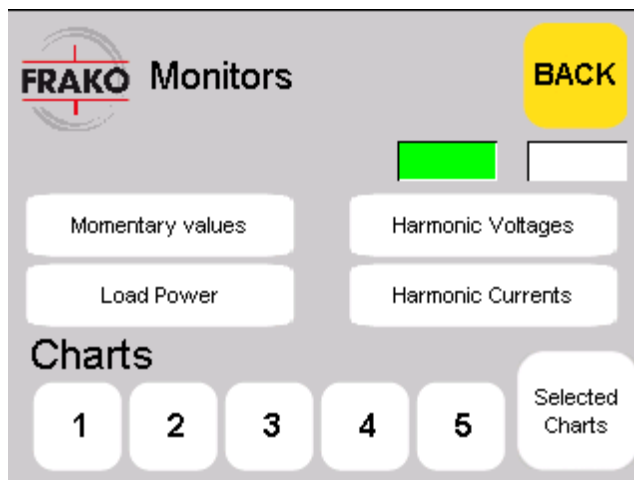 FRAKO
Monitors
BACK
Momentary values
Harmonic Voltages
Load Power
Harmonic Currents
Charts
1
2
3
4
5
Selected
Charts